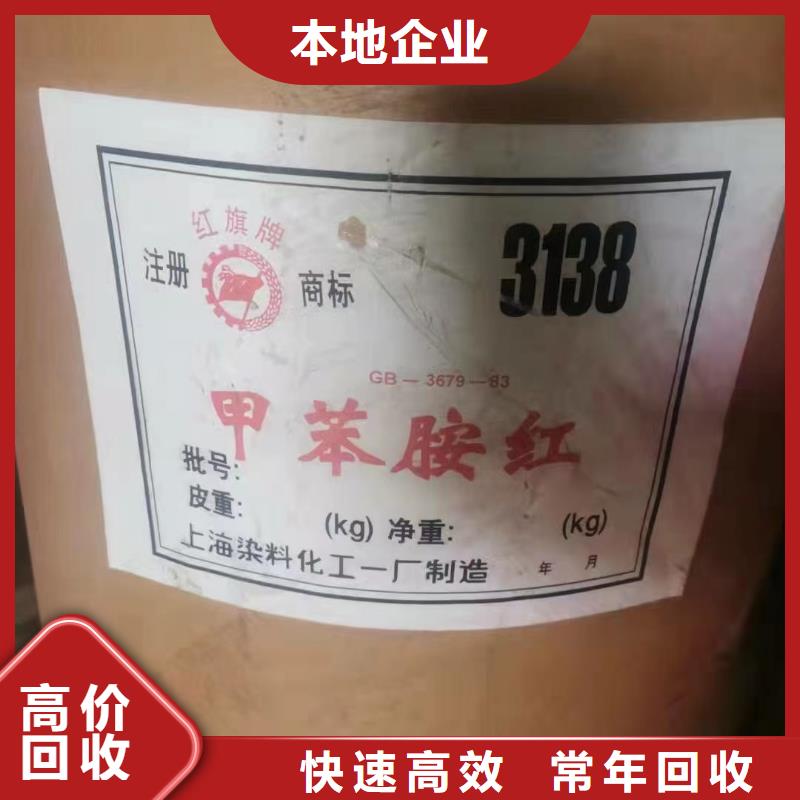 本地企业
红旗牌
注册 商标
3138
GB-3679-83
甲苯胺红
批号:
皮重: (kg) 净重: (kg)
上海染料化工一厂制造 年 月
高价
回收
快速高效 常年回收